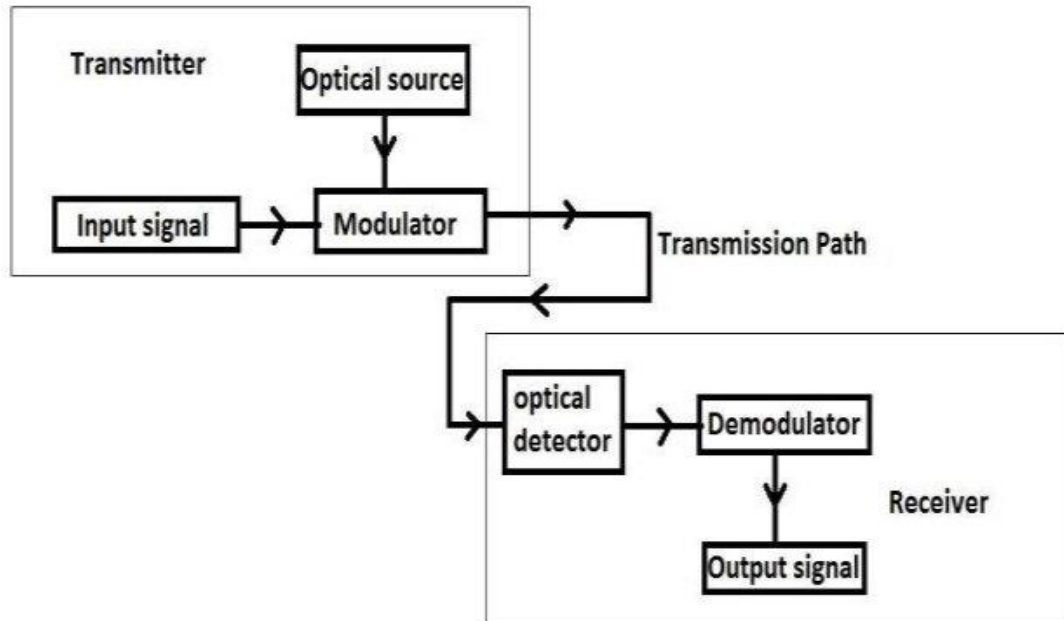 Transmitter
Optical source
Input signal
Modulator
Transmission Path
optical
detector
Demodulator
Receiver
Output signal